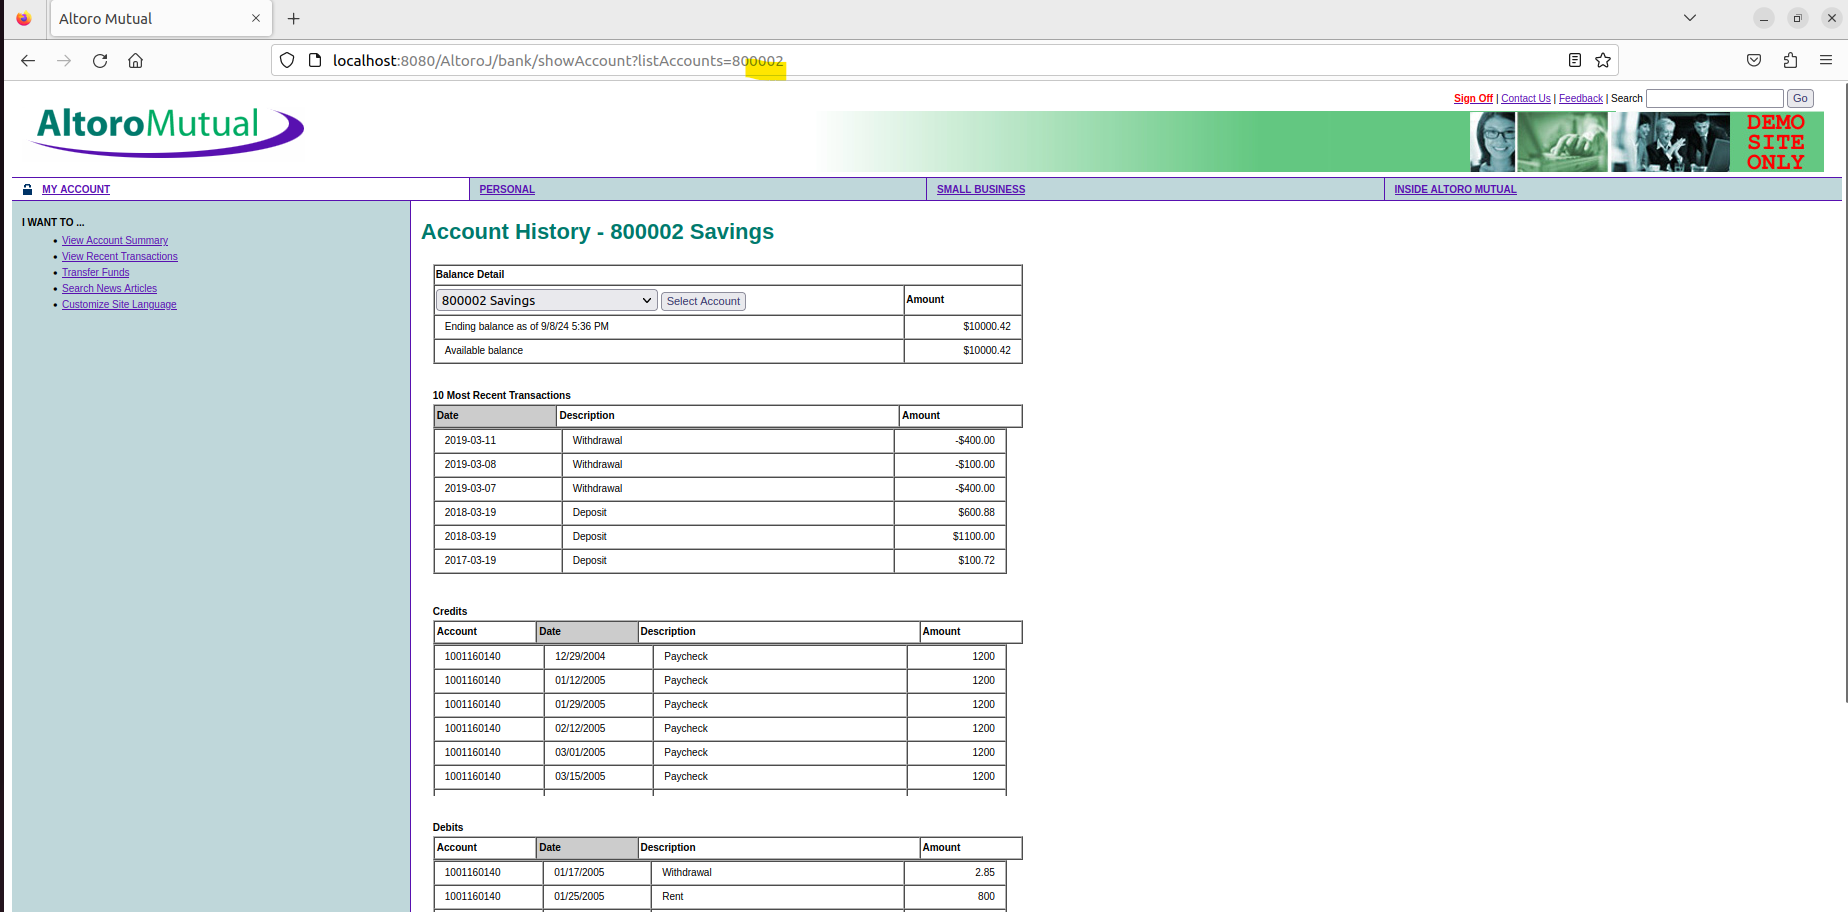 Altoro Mutual
localhost:8080/AltoroJ/bank/showAccount?listAccounts=800002
Sign Off | Contact Us | Feedback | Search Go
AltoroMutual
DEMO
SITE
ONLY
MY ACCOUNT PERSONAL SMALL BUSINESS INSIDE ALTORO MUTUAL
I WANT TO ...
• View Account Summary
• View Recent Transactions
• Transfer Funds
• Search News Articles
• Customize Site Language
Account History - 800002 Savings
Balance Detail
800002 Savings Select Account Amount
Ending balance as of 9/8/24 5:36 PM $10000.42
Available balance $10000.42
10 Most Recent Transactions
Date Description Amount
2019-03-11 Withdrawal -$400.00
2019-03-08 Withdrawal -$100.00
2019-03-07 Withdrawal -$400.00
2018-03-19 Deposit $600.88
2018-03-19 Deposit $1100.00
2017-03-19 Deposit $100.72
Credits
Account Date Description Amount
1001160140 12/29/2004 Paycheck 1200
1001160140 01/12/2005 Paycheck 1200
1001160140 01/29/2005 Paycheck 1200
1001160140 02/12/2005 Paycheck 1200
1001160140 03/01/2005 Paycheck 1200
1001160140 03/15/2005 Paycheck 1200
Debits
Account Date Description Amount
1001160140 01/17/2005 Withdrawal 2.85
1001160140 01/25/2005 Rent 800